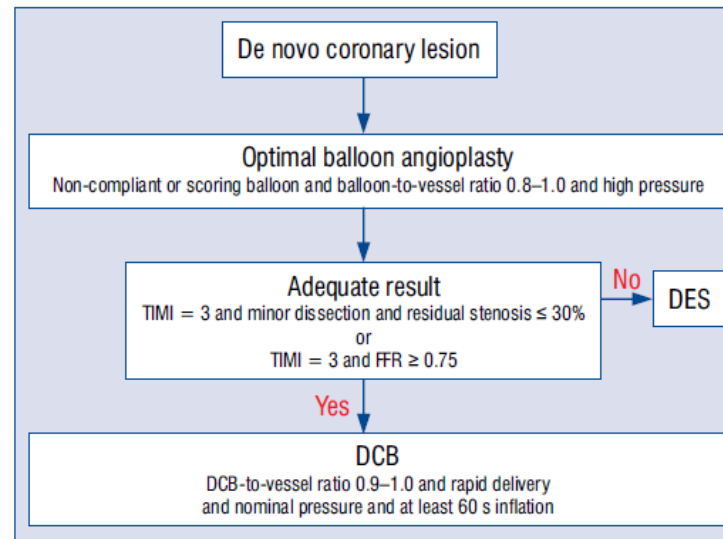 De novo coronary lesion
Optimal balloon angioplasty
Non-compliant or scoring balloon and balloon-to-vessel ratio 0.8–1.0 and high pressure
Adequate result
TIMI = 3 and minor dissection and residual stenosis ≤ 30%
or
TIMI = 3 and FFR ≥ 0.75
No
DES
Yes
DCB
DCB-to-vessel ratio 0.9–1.0 and rapid delivery
and nominal pressure and at least 60 s inflation